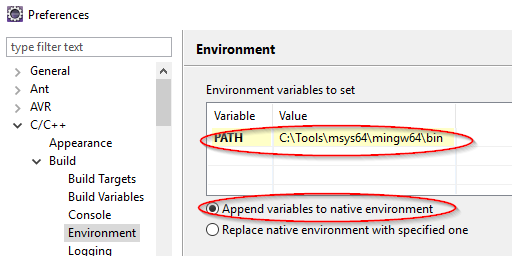 Preferences
type filter text
General
Ant
AVR
C/C++
Appearance
Build
Build Targets
Build Variables
Console
Environment
Logging
Environment
Environment variables to set
Variable Value
PATH C:\Tools\msys64\mingw64\bin
Append variables to native environment
Replace native environment with specified one